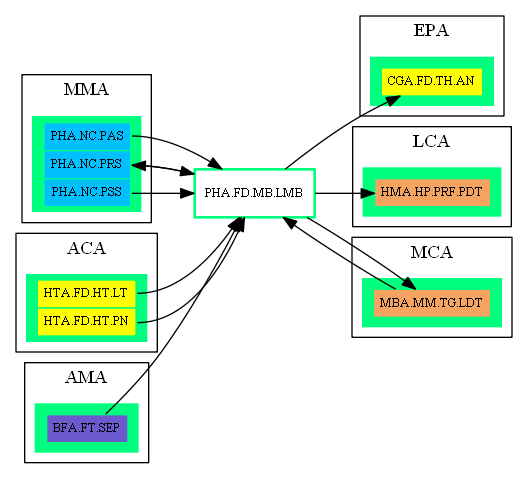 MMA
PHA.NC.PAS
PHA.NC.PRS
PHA.NC.PSS
ACA
HTA.FD.HT.LT
HTA.FD.HT.PN
AMA
BFA.FT.SEP
PHA.FD.MB.LMB
EPA
CGA.FD.TH.AN
LCA
HMA.HP.PRF.PDT
MCA
MBA.MM.TG.LDT